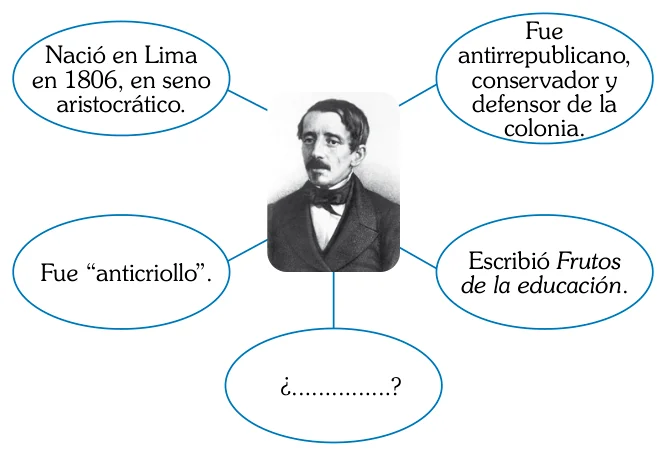 Nació en Lima
en 1806, en seno
aristocrático.
Fue
antirrepublicano,
conservador y
defensor de la
colonia.
Fue “anticriollo”.
Escribió Frutos
de la educación.
¿...............?